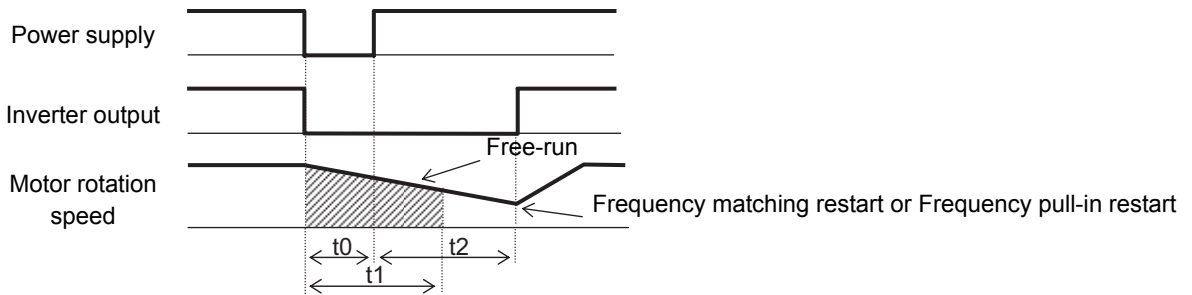 Power supply
Inverter output
Free-run
Motor rotation
speed
Frequency matching restart or Frequency pull-in restart
t0
t2
t1